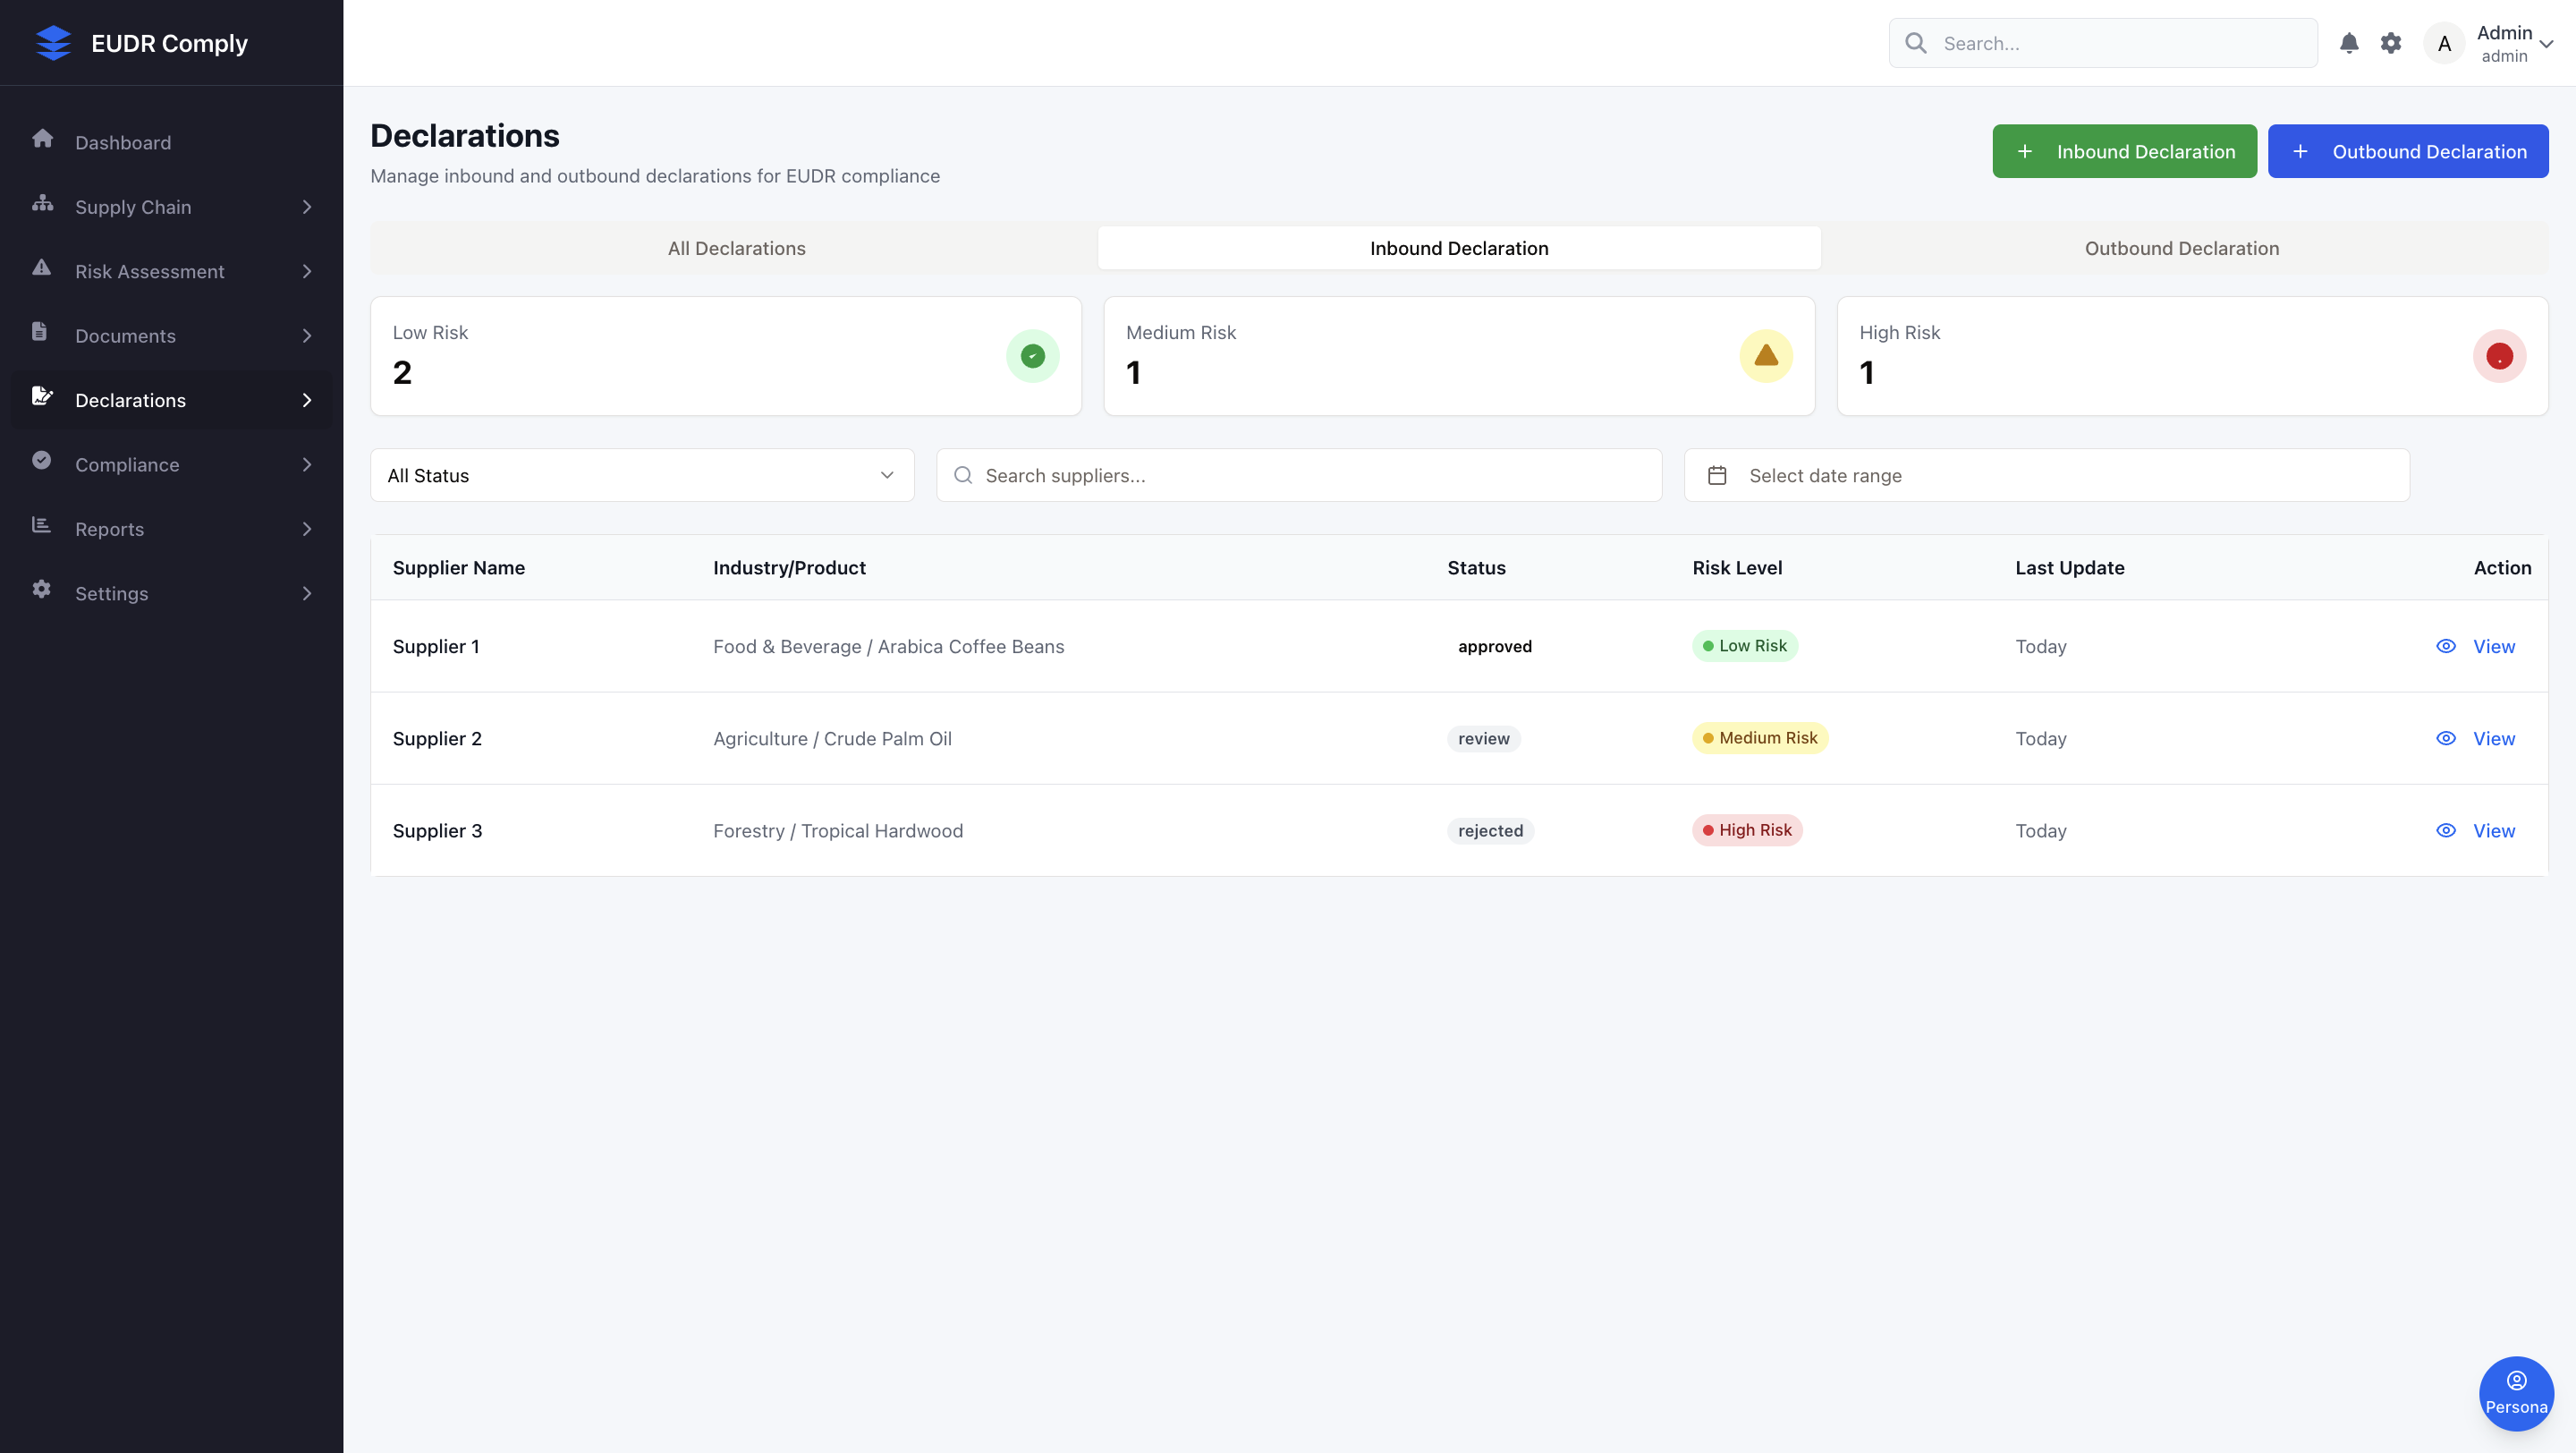 EUDR Comply
Search...
A
Admin
admin
Dashboard
Supply Chain
Risk Assessment
Documents
Declarations
Compliance
Reports
Settings
Declarations
Manage inbound and outbound declarations for EUDR compliance
+ Inbound Declaration
+ Outbound Declaration
All Declarations
Inbound Declaration
Outbound Declaration
Low Risk
2
Medium Risk
1
High Risk
1
All Status
Search suppliers...
Select date range
Supplier Name Industry/Product Status Risk Level Last Update Action
Supplier 1 Food & Beverage / Arabica Coffee Beans approved Low Risk Today View
Supplier 2 Agriculture / Crude Palm Oil review Medium Risk Today View
Supplier 3 Forestry / Tropical Hardwood rejected High Risk Today View
Persona